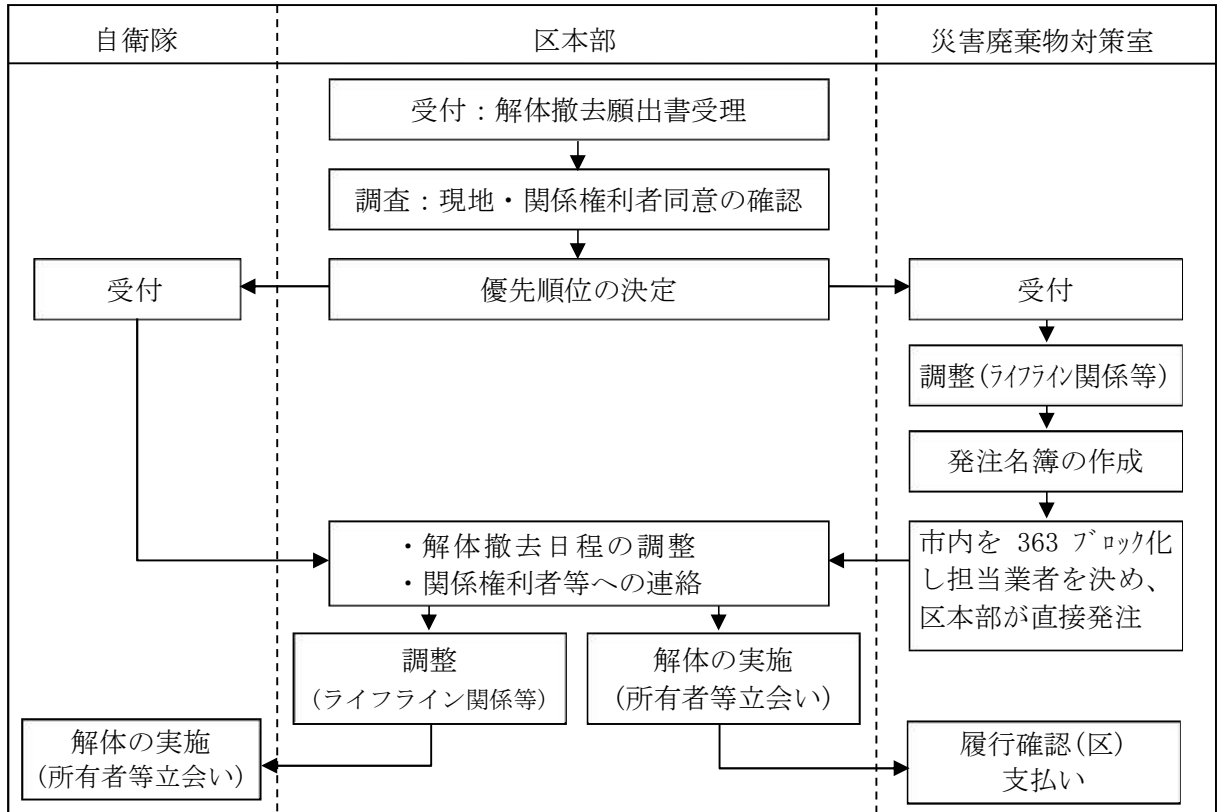 自衛隊
区本部
災害廃棄物対策室
受付：解体撤去願出書受理
調査：現地・関係権利者同意の確認
受付
優先順位の決定
受付
調整(ﾗｲﾌﾗｲﾝ関係等)
発注名簿の作成
・解体撤去日程の調整
・関係権利者等への連絡
市内を 363 ﾌﾞﾛｯｸ化
し担当業者を決め、
区本部が直接発注
調整
(ライフライン関係等)
解体の実施
(所有者等立会い)
解体の実施
(所有者等立会い)
履行確認(区)
支払い